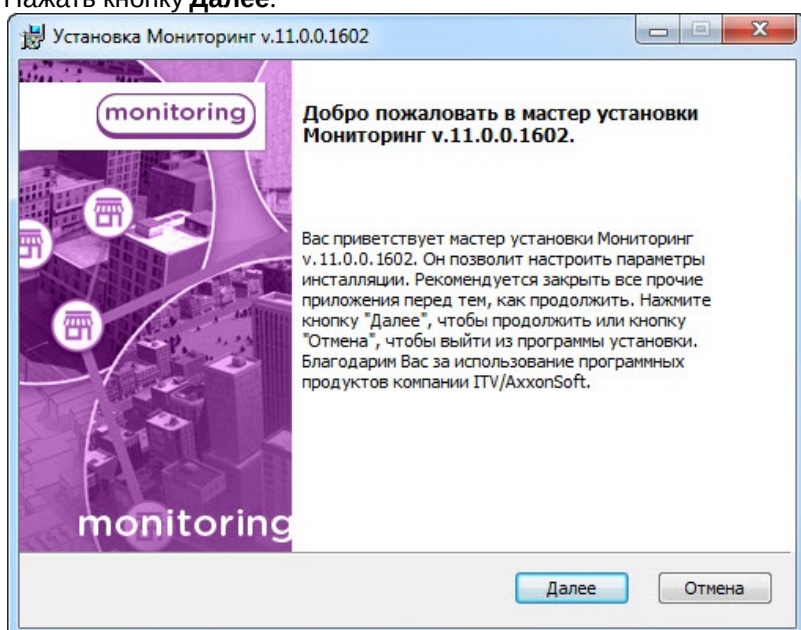 Нажать кнопку Далее.
Установка Мониторинг v.11.0.0.1602
monitoring
Добро пожаловать в мастер установки
Мониторинг v.11.0.0.1602.
Вас приветствует мастер установки Мониторинг
v.11.0.0.1602. Он позволит настроить параметры
инсталляции. Рекомендуется закрыть все прочие
приложения перед тем, как продолжить. Нажмите
кнопку "Далее", чтобы продолжить или кнопку
"Отмена", чтобы выйти из программы установки.
Благодарим Вас за использование программных
продуктов компании ITV/AxxonSoft.
monitoring
Далее
Отмена